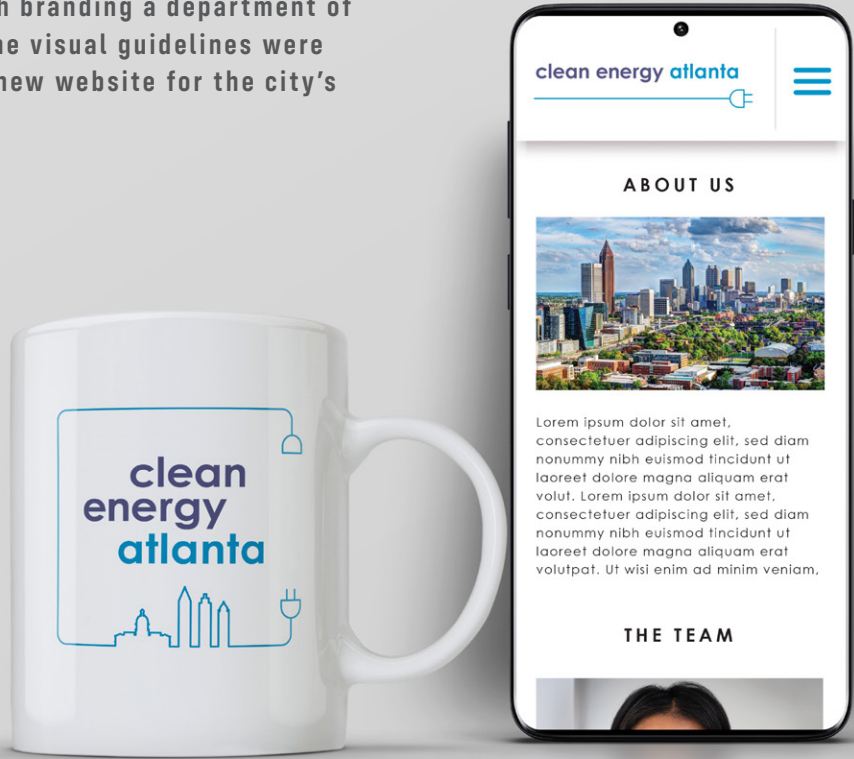 h branding a department of
he visual guidelines were
new website for the city's
clean
energy
atlanta
clean energy atlanta
ABOUT US
Lorem ipsum dolor sit amet,
consectetuer adipiscing elit, sed diam
nonummy nibh euismod tincidunt ut
laoreet dolore magna aliquam erat
volut. Lorem ipsum dolor sit amet,
consectetuer adipiscing elit, sed diam
nonummy nibh euismod tincidunt ut
laoreet dolore magna aliquam erat
volutpat. Ut wisi enim ad minim veniam,
THE TEAM